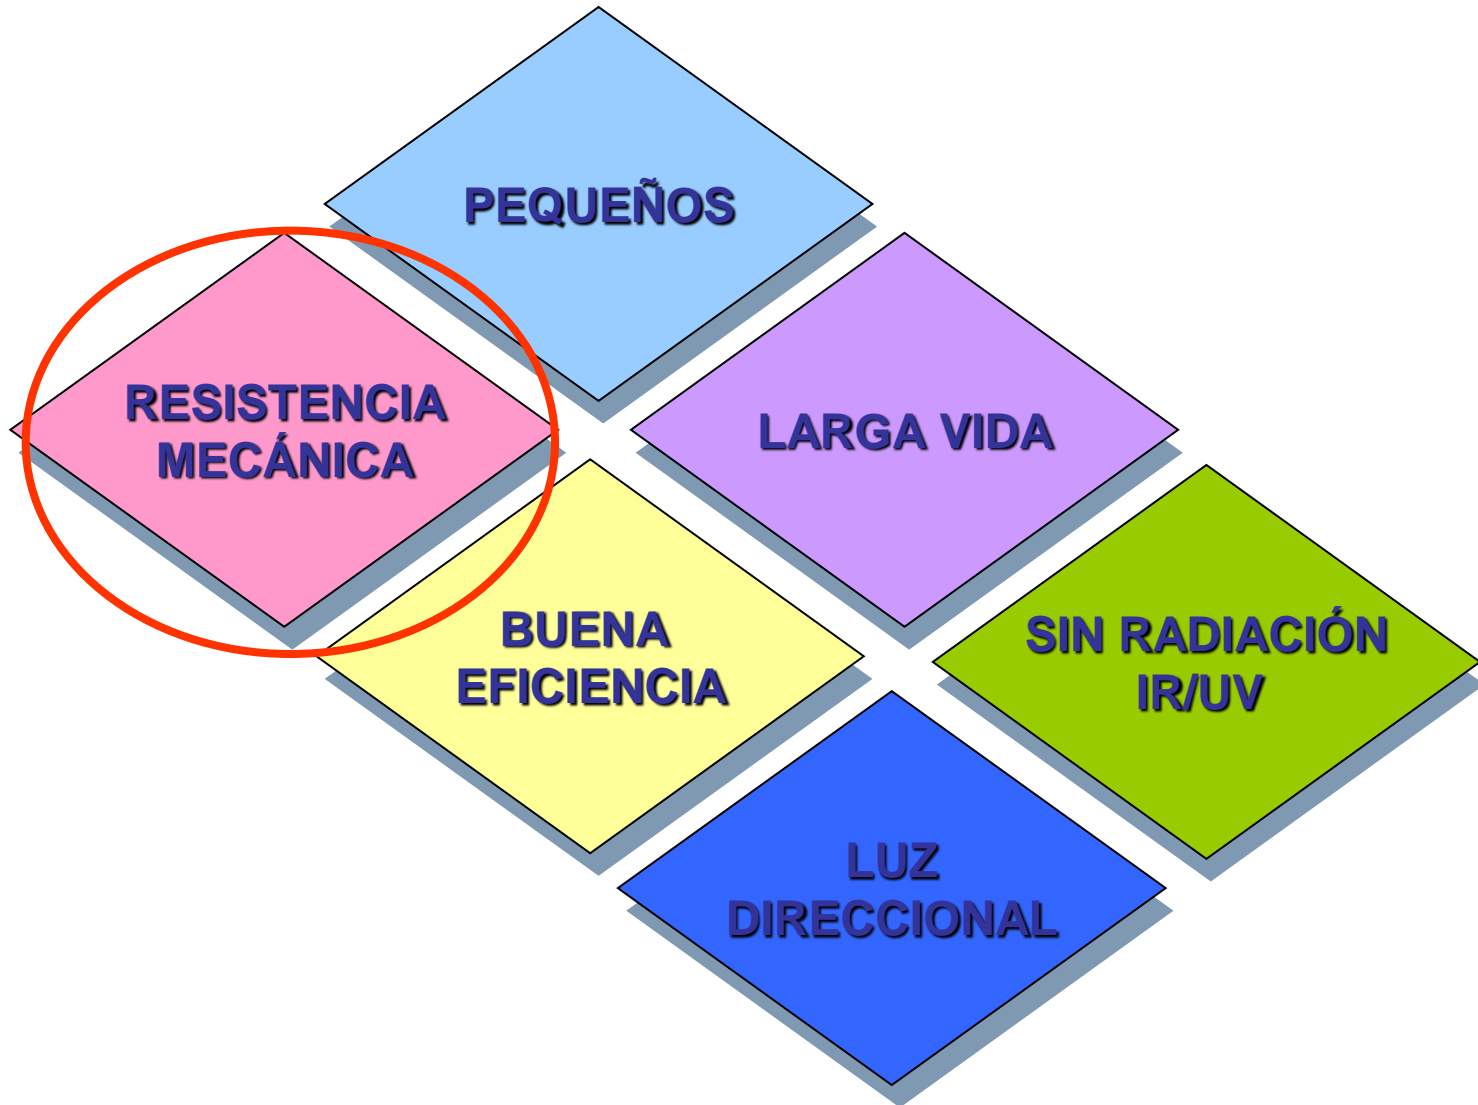 PEQUEÑOS
RESISTENCIA
MECÁNICA
LARGA VIDA
BUENA
EFICIENCIA
SIN RADIACIÓN
IR/UV
LUZ
DIRECCIONAL